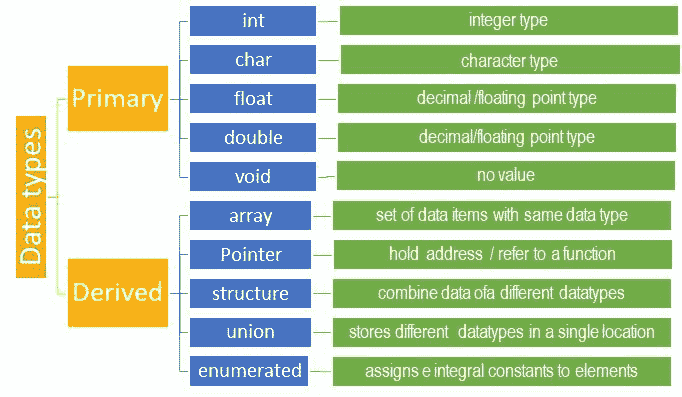 Data types
Primary
int
integer type
char
character type
float
decimal /floating point type
double
decimal/floating point type
void
no value
Derived
array
set of data items with same data type
Pointer
hold address / refer to a function
structure
combine data ofa different datatypes
union
stores different datatypes in a single location
enumerated
assigns e integral constants to elements